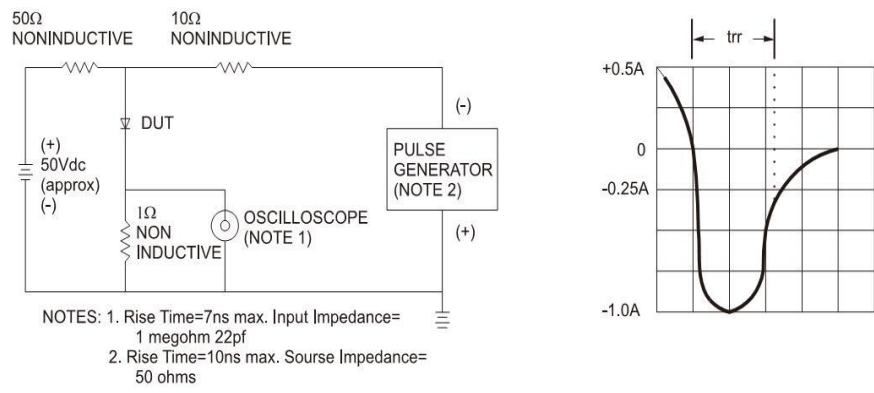 50Ω
NONINDUCTIVE
10Ω
NONINDUCTIVE
DUT
(+)
50Vdc
(approx)
(-)
1Ω
NON
INDUCTIVE
OSCILLOSCOPE
(NOTE 1)
(-)
PULSE
GENERATOR
(NOTE 2)
(+)
NOTES: 1. Rise Time=7ns max. Input Impedance=
1 megohm 22pf
2. Rise Time=10ns max. Sourse Impedance=
50 ohms
trr
+0.5A
0
-0.25A
-1.0A